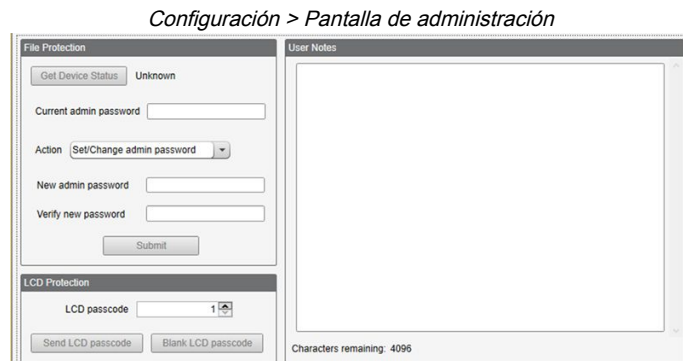 Configuración > Pantalla de administración
File Protection
Get Device Status Unknown
Current admin password
Action Set/Change admin password
New admin password
Verify new password
Submit
LCD Protection
LCD passcode 1
Send LCD passcode Blank LCD passcode
User Notes
Characters remaining: 4096